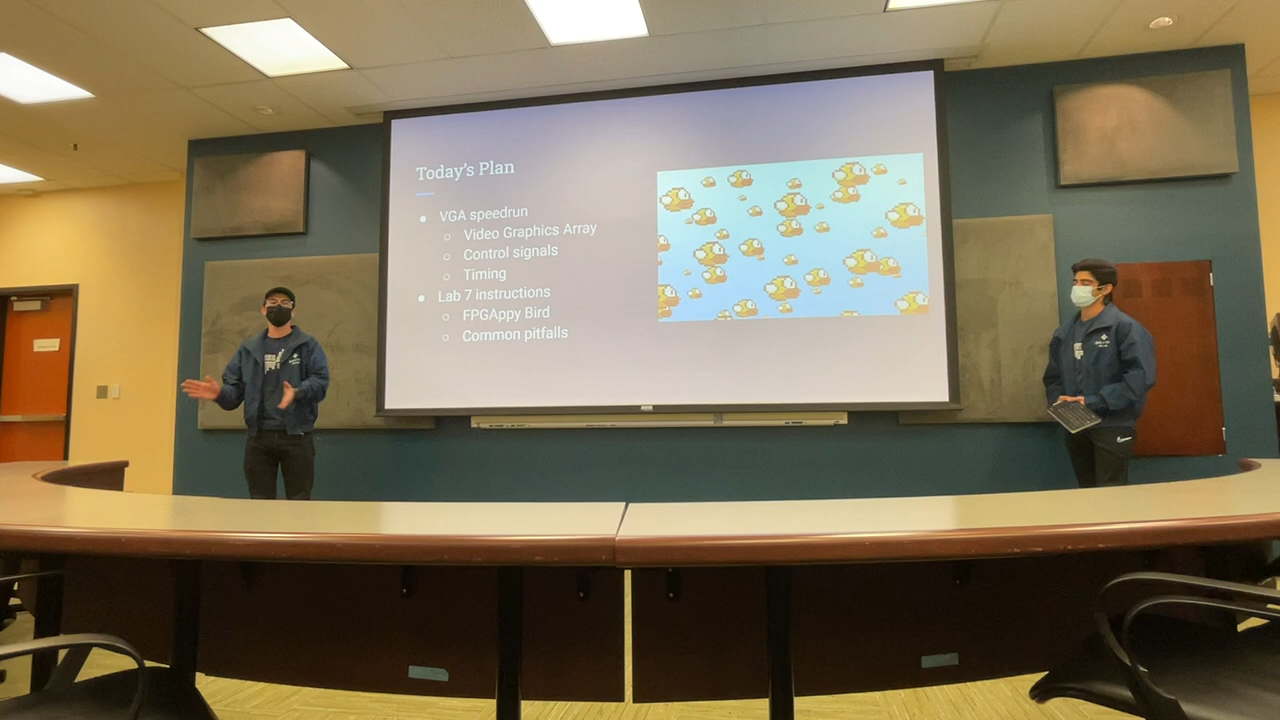 Today's Plan
● VGA speedrun
○ Video Graphics Array
○ Control signals
○ Timing
● Lab 7 instructions
○ FPGAppy Bird
○ Common pitfalls